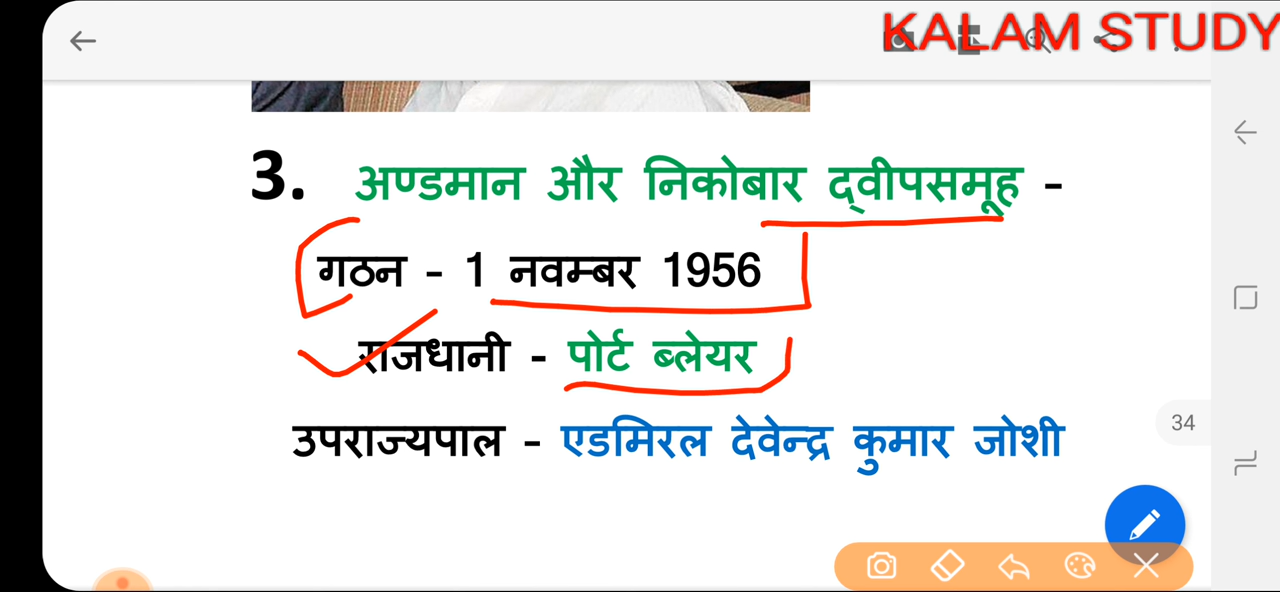 KALAM STUDY
3. अण्डमान और निकोबार द्वीपसमूह -
गठन - 1 नवम्बर 1956
राजधानी - पोर्ट ब्लेयर
उपराज्यपाल - एडमिरल देवेन्द्र कुमार जोशी
34